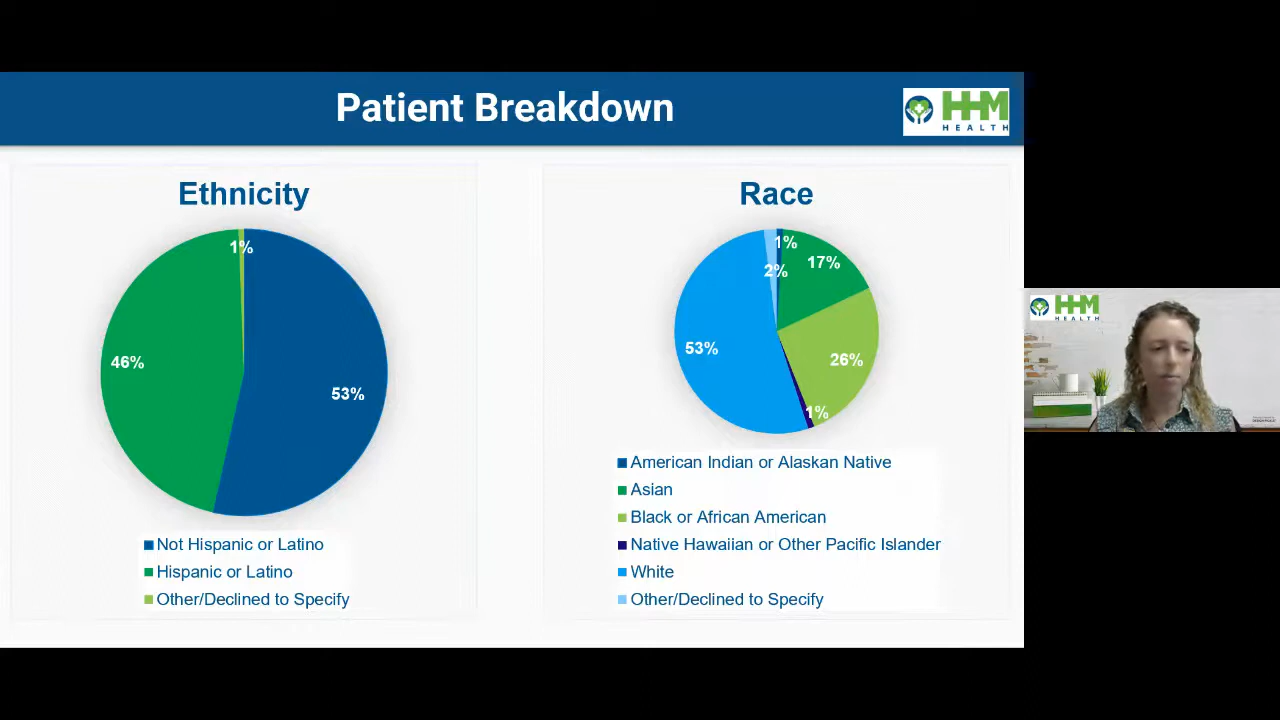 Patient Breakdown
HHM
HEALTH
Ethnicity
1%
46%
53%
Not Hispanic or Latino
Hispanic or Latino
Other/Declined to Specify
Race
1%
17%
2%
53%
26%
1%
American Indian or Alaskan Native
Asian
Black or African American
Native Hawaiian or Other Pacific Islander
White
Other/Declined to Specify
HHM
HEALTH